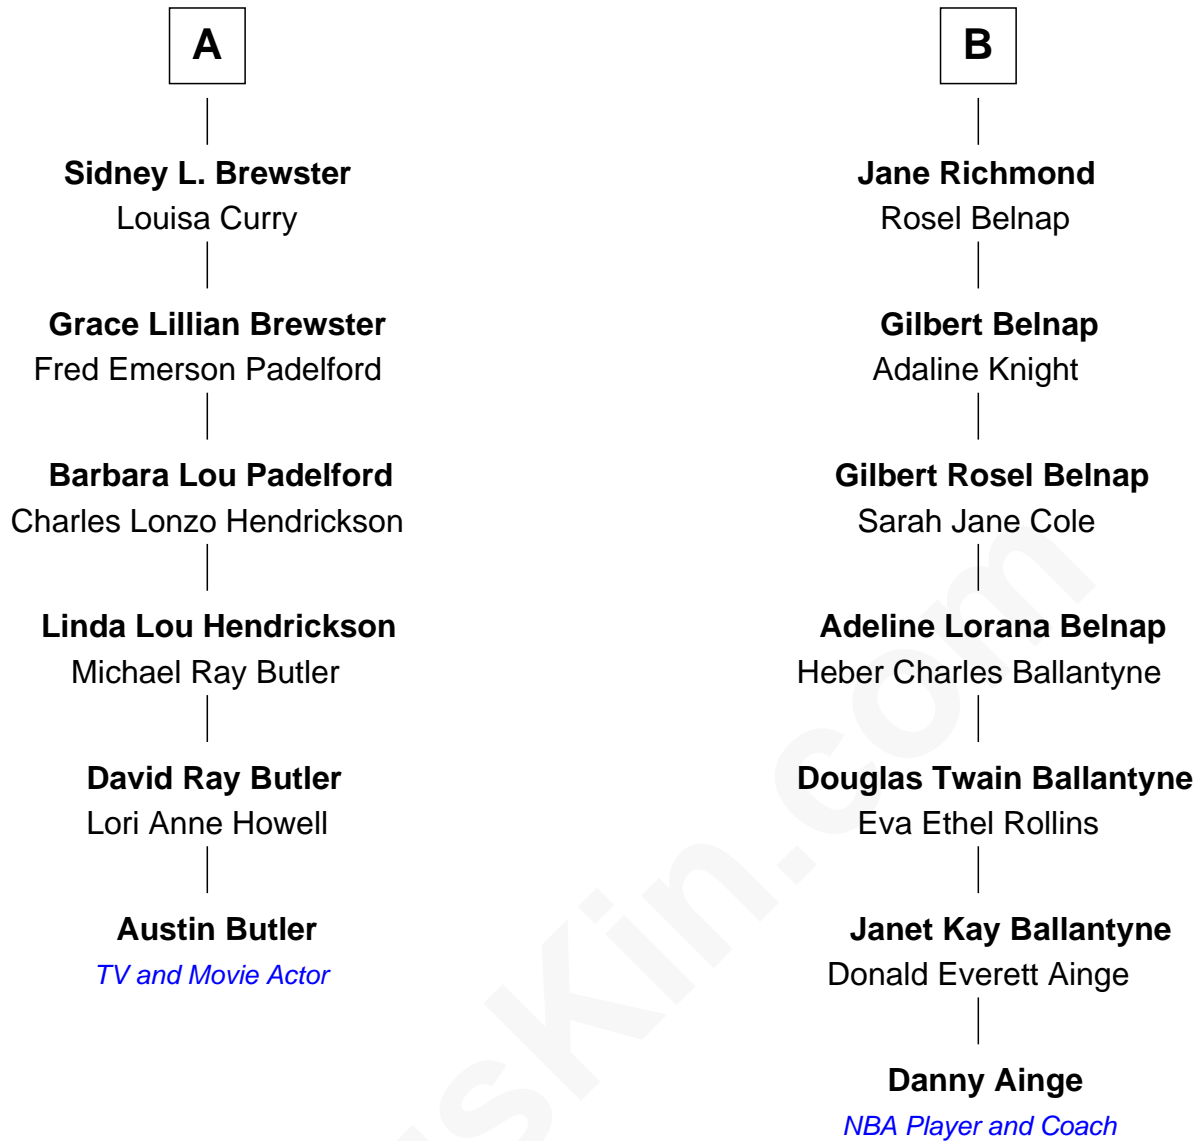 A
Sidney L. Brewster
Louisa Curry
Grace Lillian Brewster
Fred Emerson Padelford
Barbara Lou Padelford
Charles Lonzo Hendrickson
Linda Lou Hendrickson
Michael Ray Butler
David Ray Butler
Lori Anne Howell
Austin Butler
TV and Movie Actor
B
Jane Richmond
Rosel Belnap
Gilbert Belnap
Adaline Knight
Gilbert Rosel Belnap
Sarah Jane Cole
Adeline Lorana Belnap
Heber Charles Ballantyne
Douglas Twain Ballantyne
Eva Ethel Rollins
Janet Kay Ballantyne
Donald Everett Ainge
Danny Ainge
NBA Player and Coach